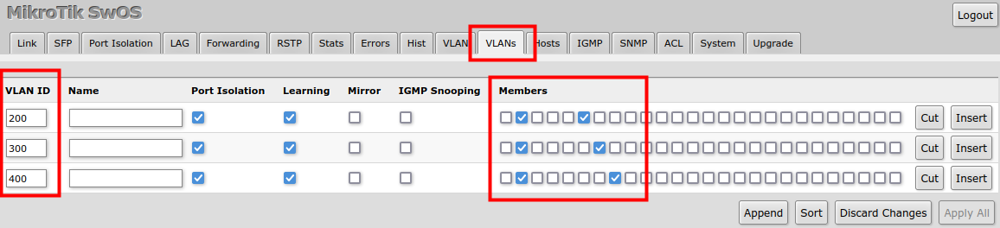 MikroTik SwOS
Logout
Link SFP Port Isolation LAG Forwarding RSTP Stats Errors Hist VLAN VLANs Hosts IGMP SNMP ACL System Upgrade
VLAN ID Name Port Isolation Learning Mirror IGMP Snooping Members
200 Cut Insert
300 Cut Insert
400 Cut Insert
Append Sort Discard Changes Apply All